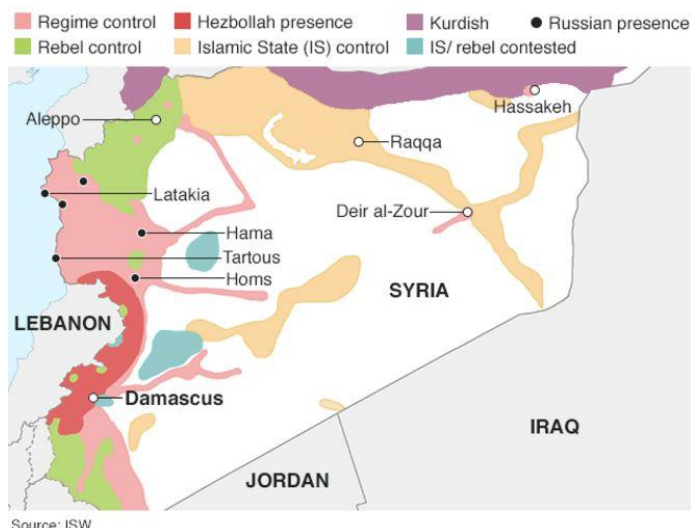 Regime control
Hezbollah presence
Kurdish
Russian presence
Rebel control
Islamic State (IS) control
IS/ rebel contested
Aleppo
Hassakeh
Raqqa
Latakia
Deir al-Zour
Hama
Tartous
Homs
SYRIA
LEBANON
Damascus
IRAQ
JORDAN
Source: ISW